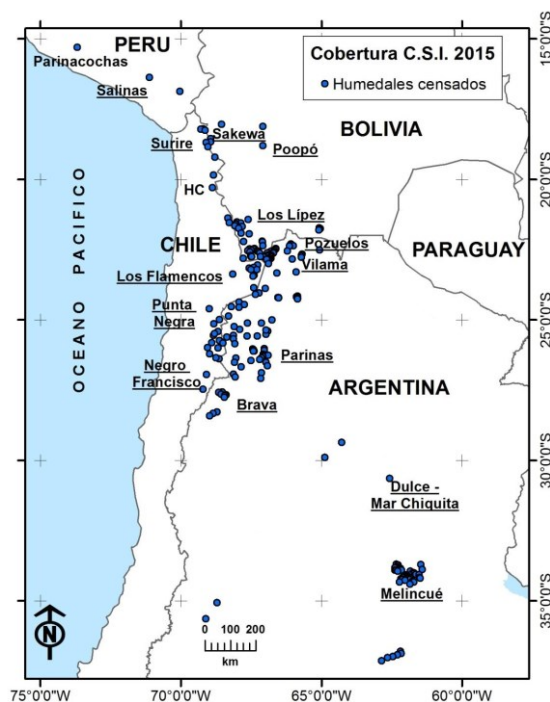 PERU
Cobertura C.S.I. 2015
Humedales censados
Parinacochas
Salinas
BOLIVIA
Sakewa
Surire
Poopó
HC
Los Lípez
CHILE
Pozuelos
PARAGUAY
Vilama
Los Flamencos
OCEANO PACIFICO
Punta
Negra
Parinas
Negro
Francisco
ARGENTINA
Brava
Dulce -
Mar Chiquita
Melincué
N
0 100 200
km
15°0'0"S
20°0'0"S
25°0'0"S
30°0'0"S
35°0'0"S
75°0'0"W
70°0'0"W
65°0'0"W
60°0'0"W